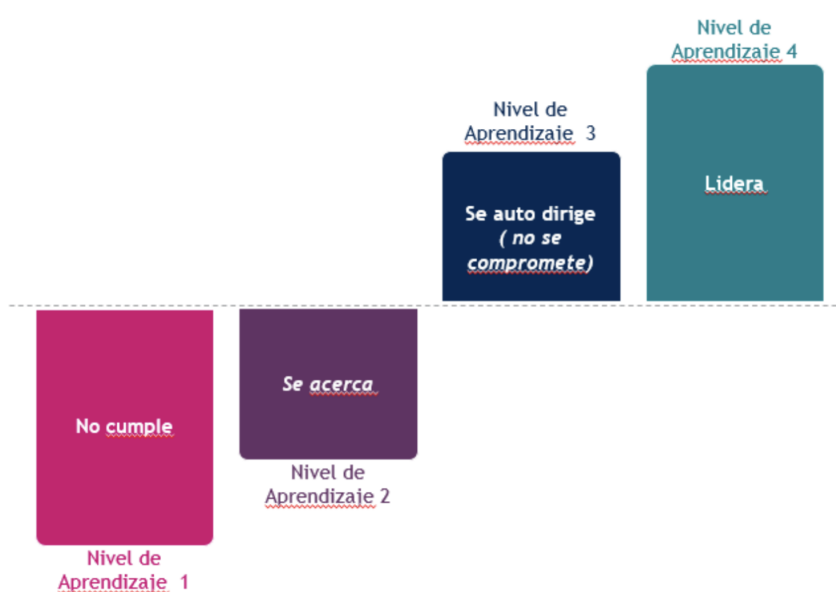 Nivel de
Aprendizaje 4
Nivel de
Aprendizaje 3
Lidera
Se auto dirige
( no se
compromete)
Se acerca
No cumple
Nivel de
Aprendizaje 2
Nivel de
Aprendizaje 1